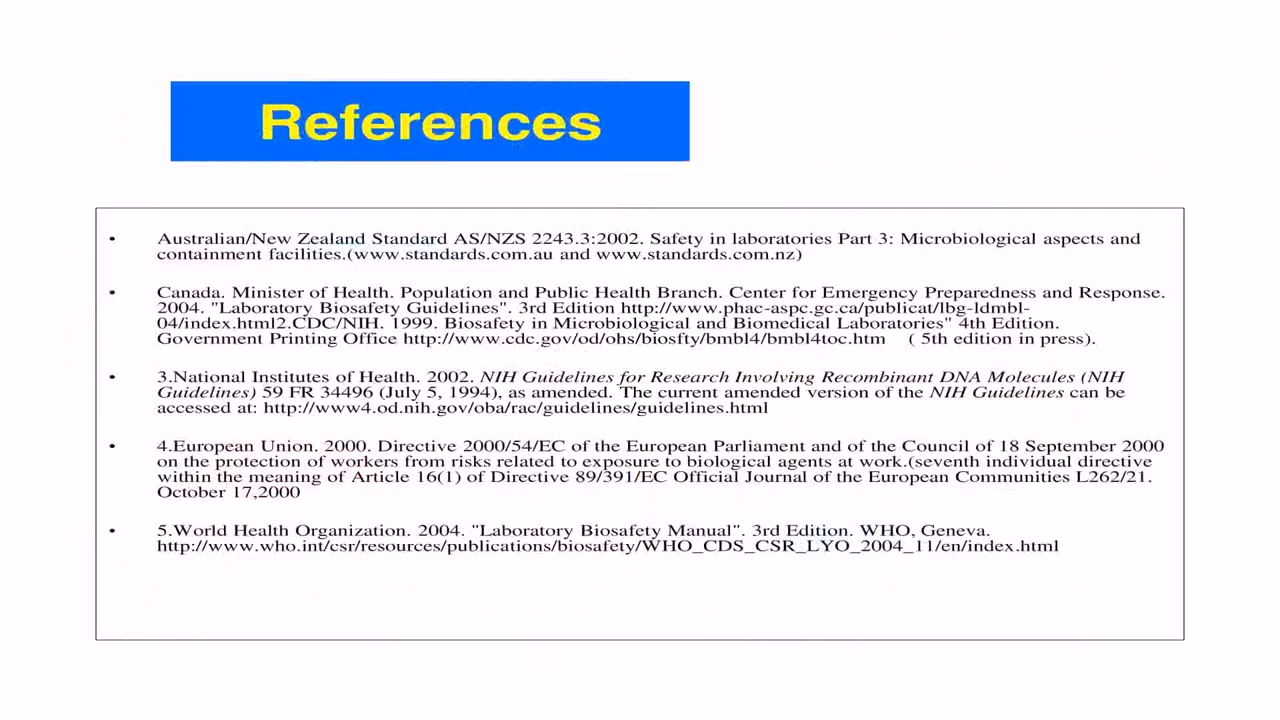 References
• Australian/New Zealand Standard AS/NZS 2243.3:2002. Safety in laboratories Part 3: Microbiological aspects and
containment facilities.(www.standards.com.au and www.standards.com.nz)
• Canada. Minister of Health. Population and Public Health Branch. Center for Emergency Preparedness and Response.
2004. "Laboratory Biosafety Guidelines". 3rd Edition http://www.phac-aspc.gc.ca/publicat/lbg-ldmbl-
04/index.html2.CDC/NIH. 1999. Biosafety in Microbiological and Biomedical Laboratories" 4th Edition.
Government Printing Office http://www.cdc.gov/od/ohs/biosfty/bmbl4/bmbl4toc.htm ( 5th edition in press).
• 3.National Institutes of Health. 2002. NIH Guidelines for Research Involving Recombinant DNA Molecules (NIH
Guidelines) 59 FR 34496 (July 5, 1994), as amended. The current amended version of the NIH Guidelines can be
accessed at: http://www4.od.nih.gov/oba/rac/guidelines/guidelines.html
• 4.European Union. 2000. Directive 2000/54/EC of the European Parliament and of the Council of 18 September 2000
on the protection of workers from risks related to exposure to biological agents at work.(seventh individual directive
within the meaning of Article 16(1) of Directive 89/391/EC Official Journal of the European Communities L262/21.
October 17,2000
• 5.World Health Organization. 2004. "Laboratory Biosafety Manual". 3rd Edition. WHO, Geneva.
http://www.who.int/csr/resources/publications/biosafety/WHO_CDS_CSR_LYO_2004_11/en/index.html